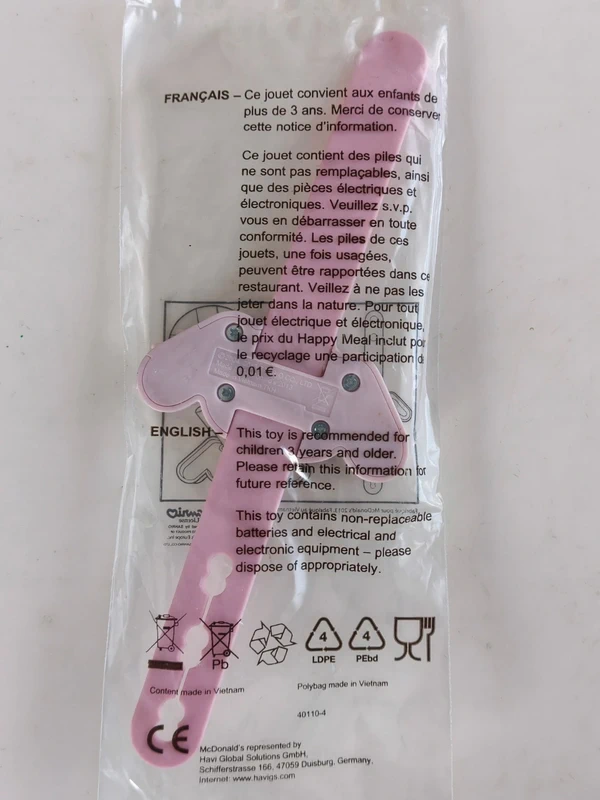 FRANÇAIS – Ce jouet convient aux enfants de
plus de 3 ans. Merci de conserver
cette notice d'information.
Ce jouet contient des piles qui
ne sont pas remplaçables, ainsi
que des pièces électriques et
électroniques. Veuillez s.v.p.
vous en débarrasser en toute
conformité. Les piles de ces
jouets, une fois usagées,
peuvent être rapportées dans ce
restaurant. Veillez à ne pas les
jeter dans la nature. Pour tout
jouet électrique et électronique,
le prix du Happy Meal inclut pour
le recyclage une participation de
0,01 €.
ENGLISH – This toy is recommended for
children 3 years and older.
Please retain this information for
future reference.
This toy contains non-replaceable
batteries and electrical and
electronic equipment – please
dispose of appropriately.
Pb
4
LDPE
4
PEbd
Content made in Vietnam
Polybag made in Vietnam
40110-4
CE
McDonald's represented by
Havi Global Solutions GmbH,
Schifferstrasse 166, 47059 Duisburg, Germany,
Internet: www.havigs.com